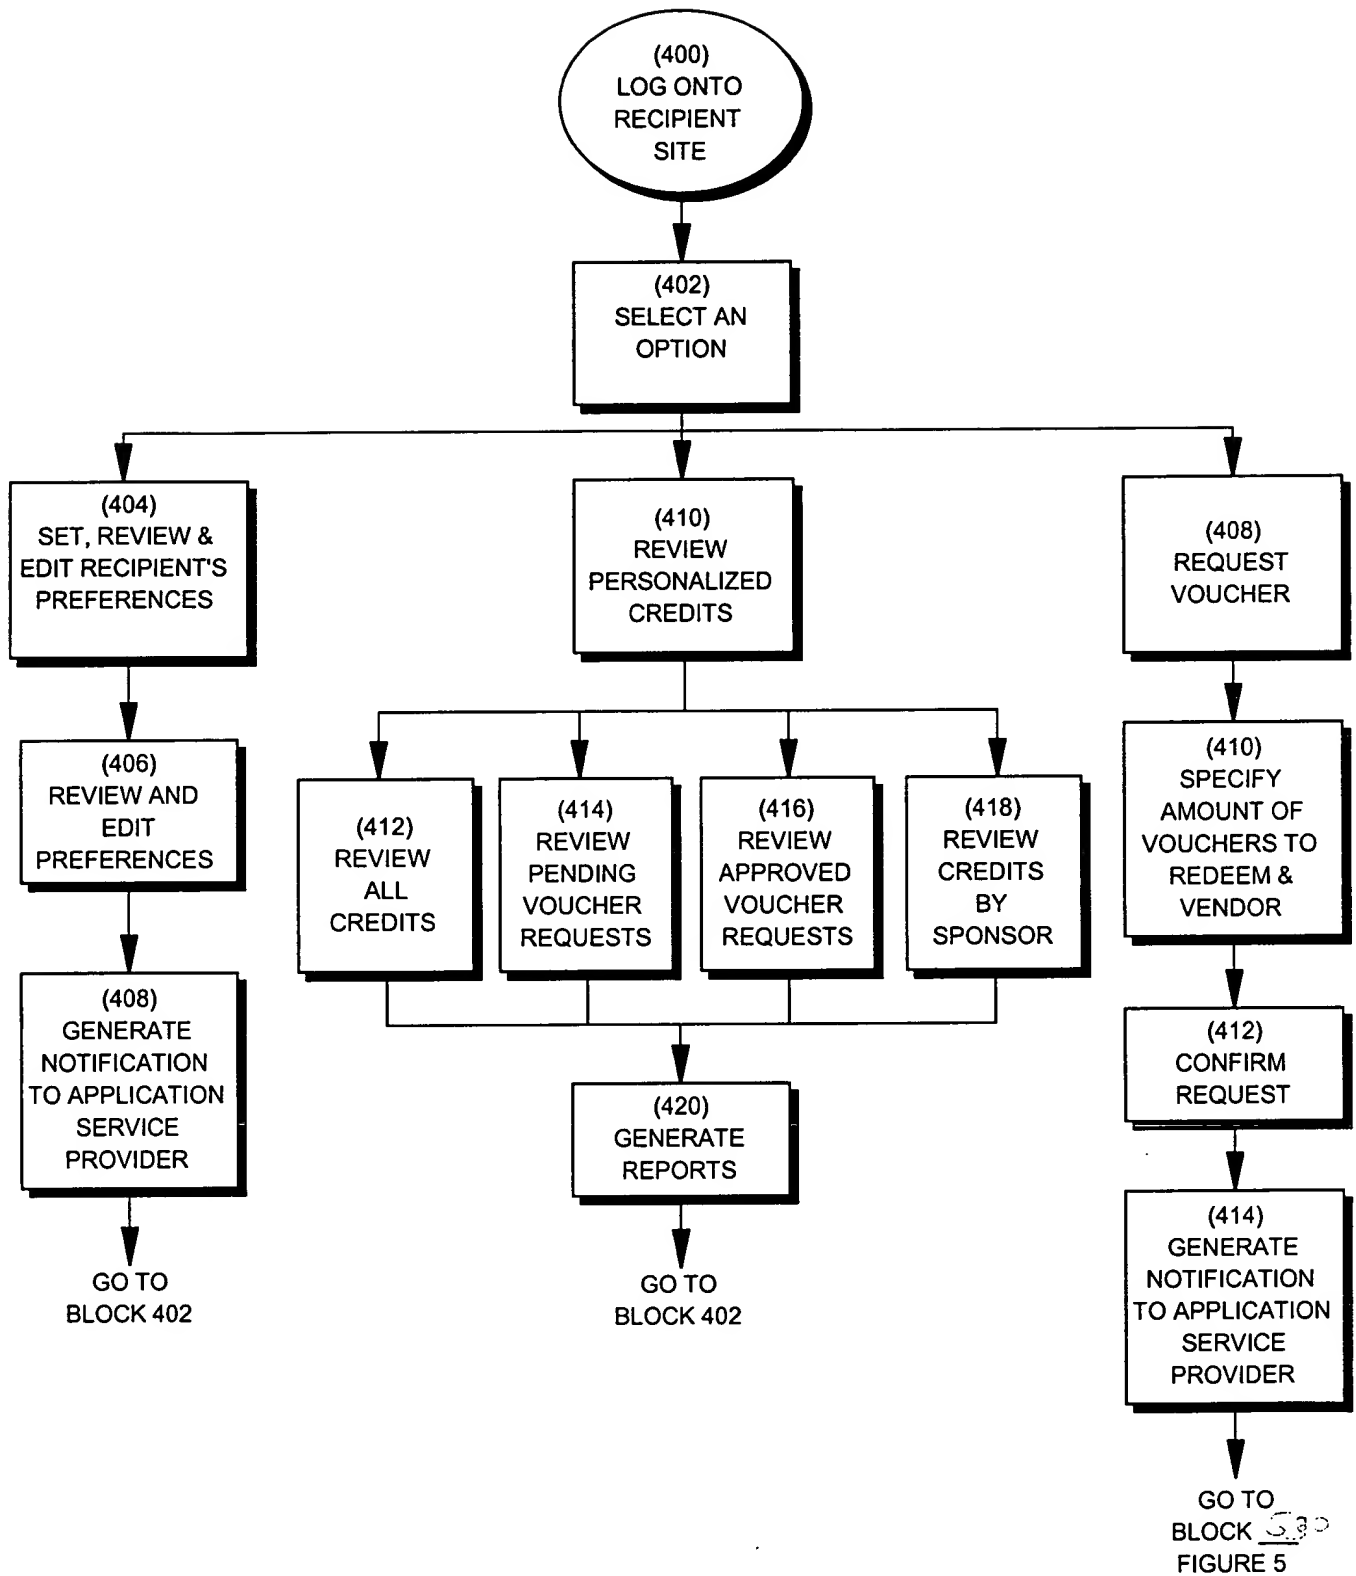 (400)
LOG ONTO
RECIPIENT
SITE
(402)
SELECT AN
OPTION
(404)
SET, REVIEW &
EDIT RECIPIENT'S
PREFERENCES
(406)
REVIEW AND
EDIT
PREFERENCES
(408)
GENERATE
NOTIFICATION
TO APPLICATION
SERVICE
PROVIDER
GO TO
BLOCK 402
(410)
REVIEW
PERSONALIZED
CREDITS
(412)
REVIEW
ALL
CREDITS
(414)
REVIEW
PENDING
VOUCHER
REQUESTS
(416)
REVIEW
APPROVED
VOUCHER
REQUESTS
(418)
REVIEW
CREDITS
BY
SPONSOR
(420)
GENERATE
REPORTS
GO TO
BLOCK 402
(408)
REQUEST
VOUCHER
(410)
SPECIFY
AMOUNT OF
VOUCHERS TO
REDEEM &
VENDOR
(412)
CONFIRM
REQUEST
(414)
GENERATE
NOTIFICATION
TO APPLICATION
SERVICE
PROVIDER
GO TO
BLOCK
FIGURE 5